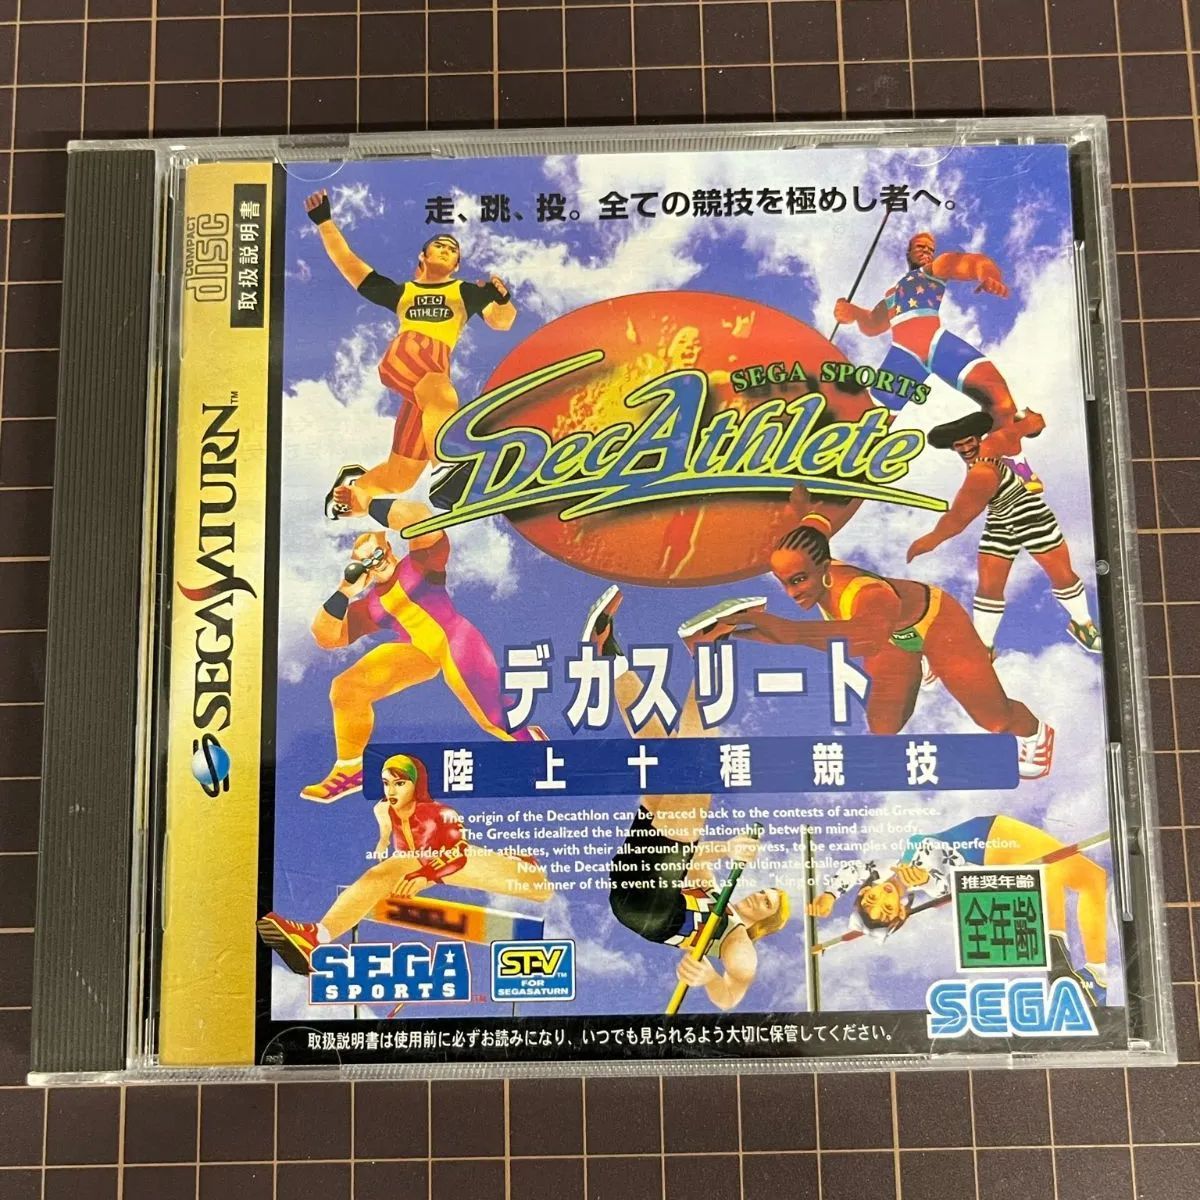 COMPACT
disc
取扱説明書
走、跳、投。全ての競技を極めし者へ。
DEC
ATHLETE
SEGA SPORTS
DecAthlete
SEGASATURN™
デカスリート
陸上十種競技
The origin of the Decathlon can be traced back to the contests of ancient Greece.
The Greeks idealized the harmonious relationship between mind and body,
and considered their athletes, with their all-around physical prowess, to be examples of human perfection.
Now the Decathlon is considered the ultimate challenge.
The winner of this event is saluted as the "King of
推奨年齢
全年齢
SEGA
SPORTS™
ST-V™
FOR
SEGASATURN
SEGA™
取扱説明書は使用前に必ずお読みになり、いつでも見られるよう大切に保管してください。